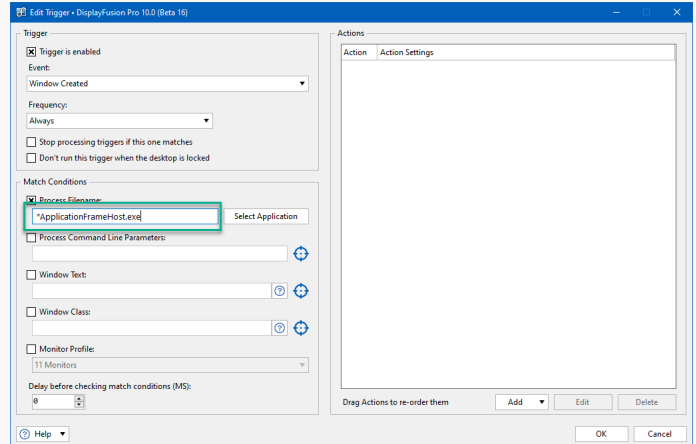 Edit Trigger • DisplayFusion Pro 10.0 (Beta 16)
Trigger
Trigger is enabled
Event:
Window Created
Frequency:
Always
Stop processing triggers if this one matches
Don't run this trigger when the desktop is locked
Match Conditions
Process Filename:
*ApplicationFrameHost.exe
Select Application
Process Command Line Parameters:
Window Text:
Window Class:
Monitor Profile:
11 Monitors
Delay before checking match conditions (MS):
0
Actions
Action Action Settings
Drag Actions to re-order them
Add
Edit
Delete
Help
OK
Cancel